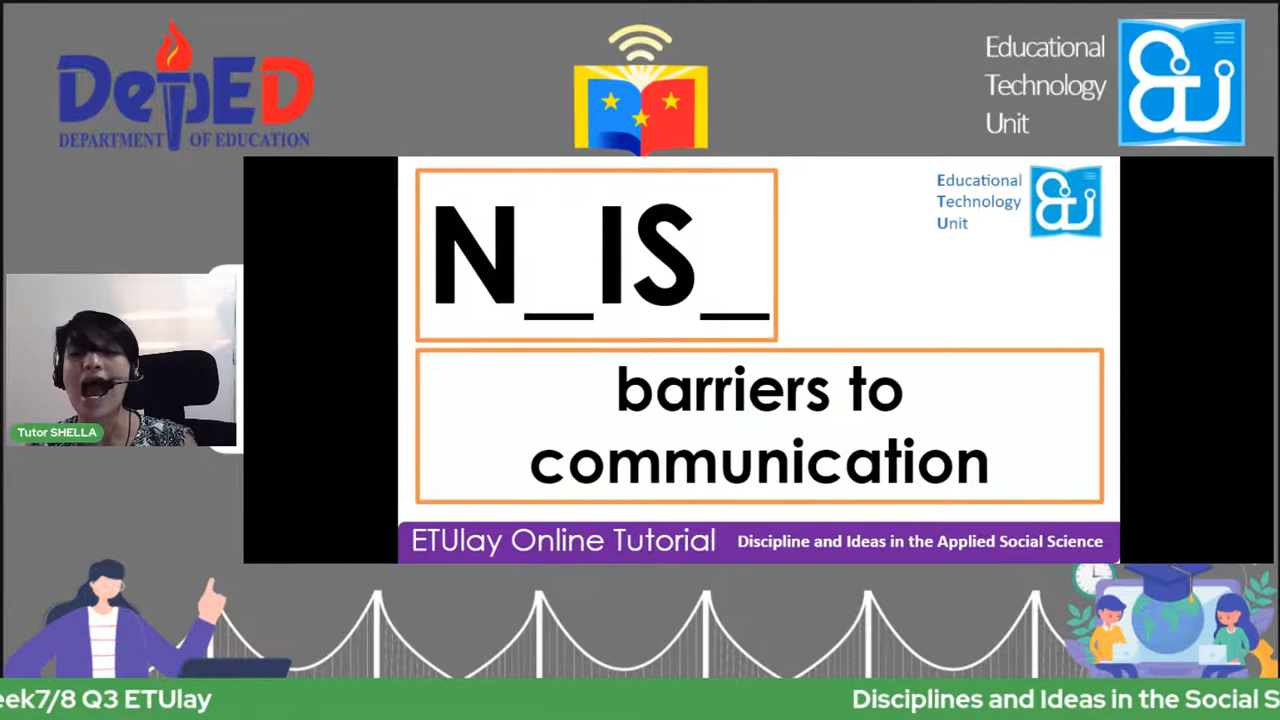 DepED
DEPARTMENT OF EDUCATION
Educational
Technology
Unit
N_IS_
Educational
Technology
Unit
barriers to
communication
Tutor SHELLA
ETUlay Online Tutorial
Discipline and Ideas in the Applied Social Science
eek7/8 Q3 ETUlay
Disciplines and Ideas in the Social S